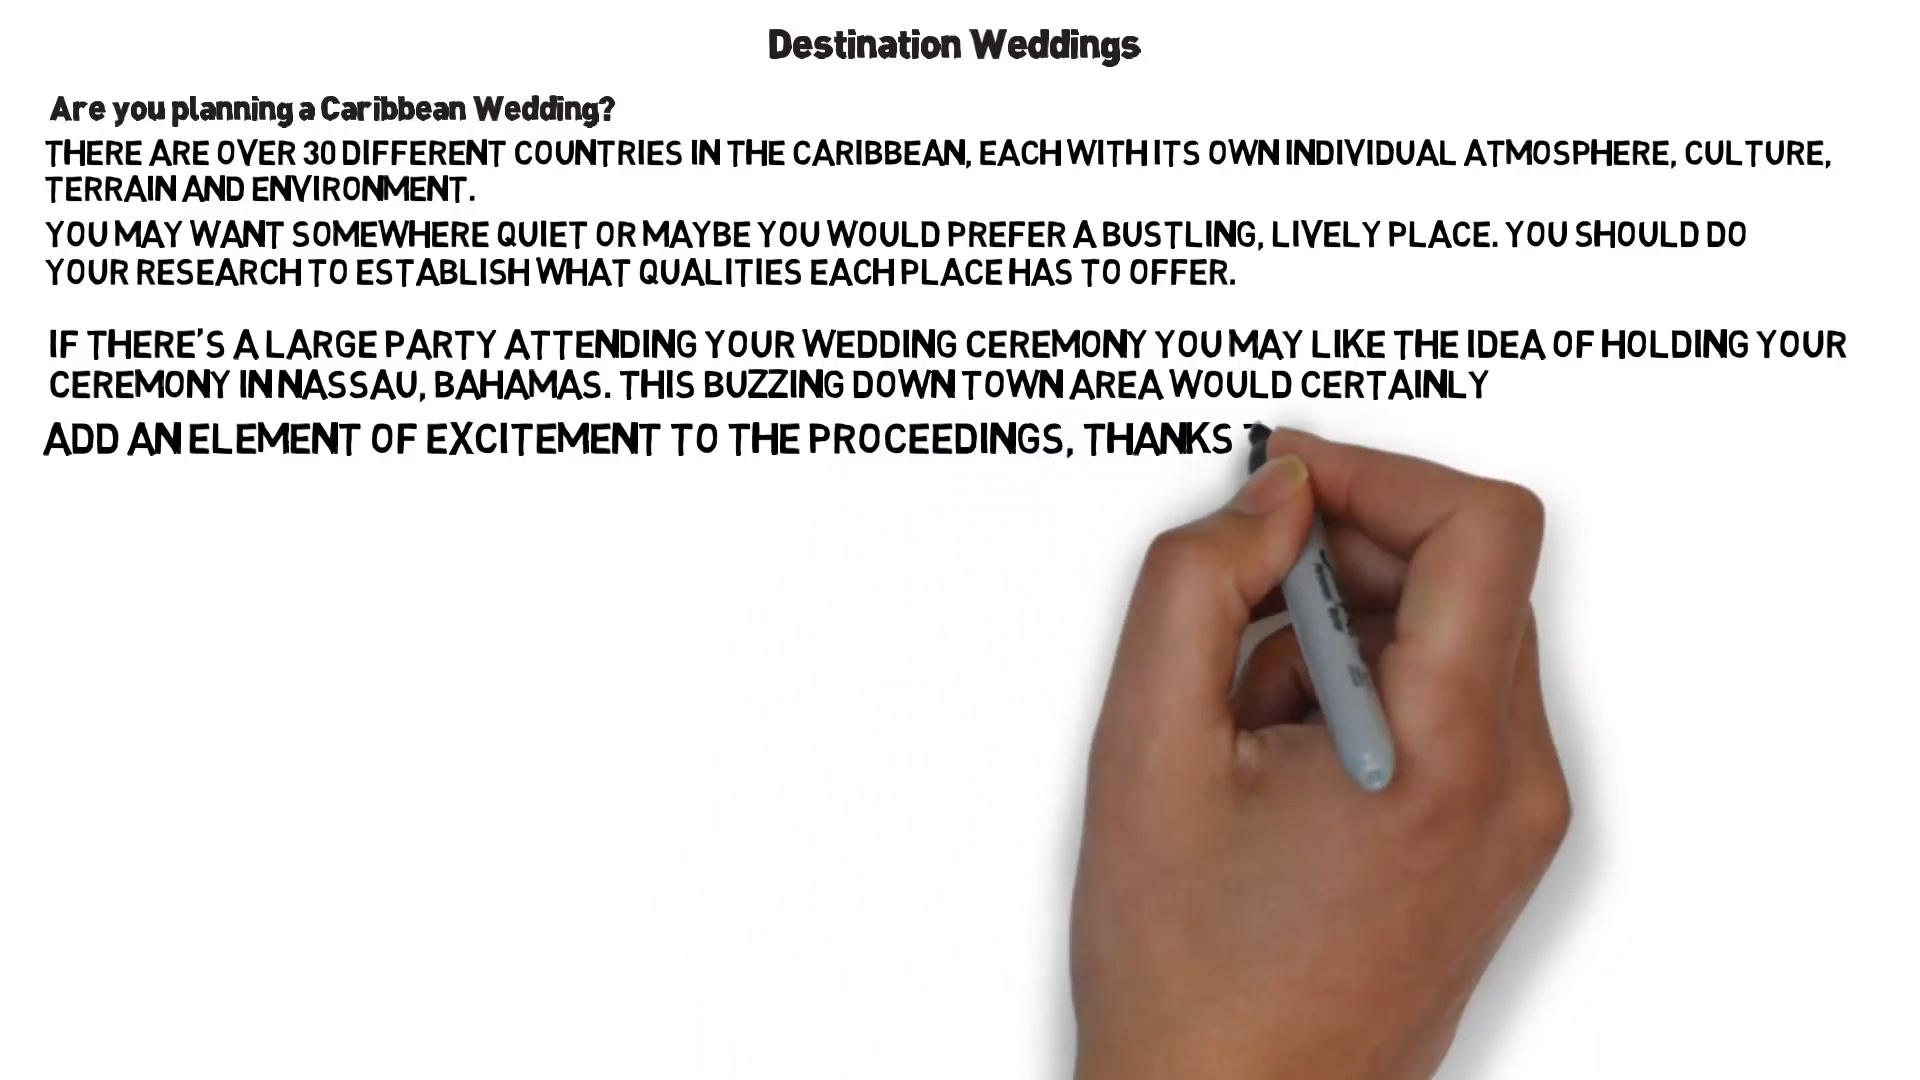 Destination Weddings
Are you planning a Caribbean Wedding?
THERE ARE OVER 30 DIFFERENT COUNTRIES IN THE CARIBBEAN, EACH WITH ITS OWN INDIVIDUAL ATMOSPHERE, CULTURE,
TERRAIN AND ENVIRONMENT.
YOU MAY WANT SOMEWHERE QUIET OR MAYBE YOU WOULD PREFER A BUSTLING, LIVELY PLACE. YOU SHOULD DO
YOUR RESEARCH TO ESTABLISH WHAT QUALITIES EACH PLACE HAS TO OFFER.
IF THERE'S A LARGE PARTY ATTENDING YOUR WEDDING CEREMONY YOU MAY LIKE THE IDEA OF HOLDING YOUR
CEREMONY IN NASSAU, BAHAMAS. THIS BUZZING DOWN TOWN AREA WOULD CERTAINLY
ADD AN ELEMENT OF EXCITEMENT TO THE PROCEEDINGS, THANKS